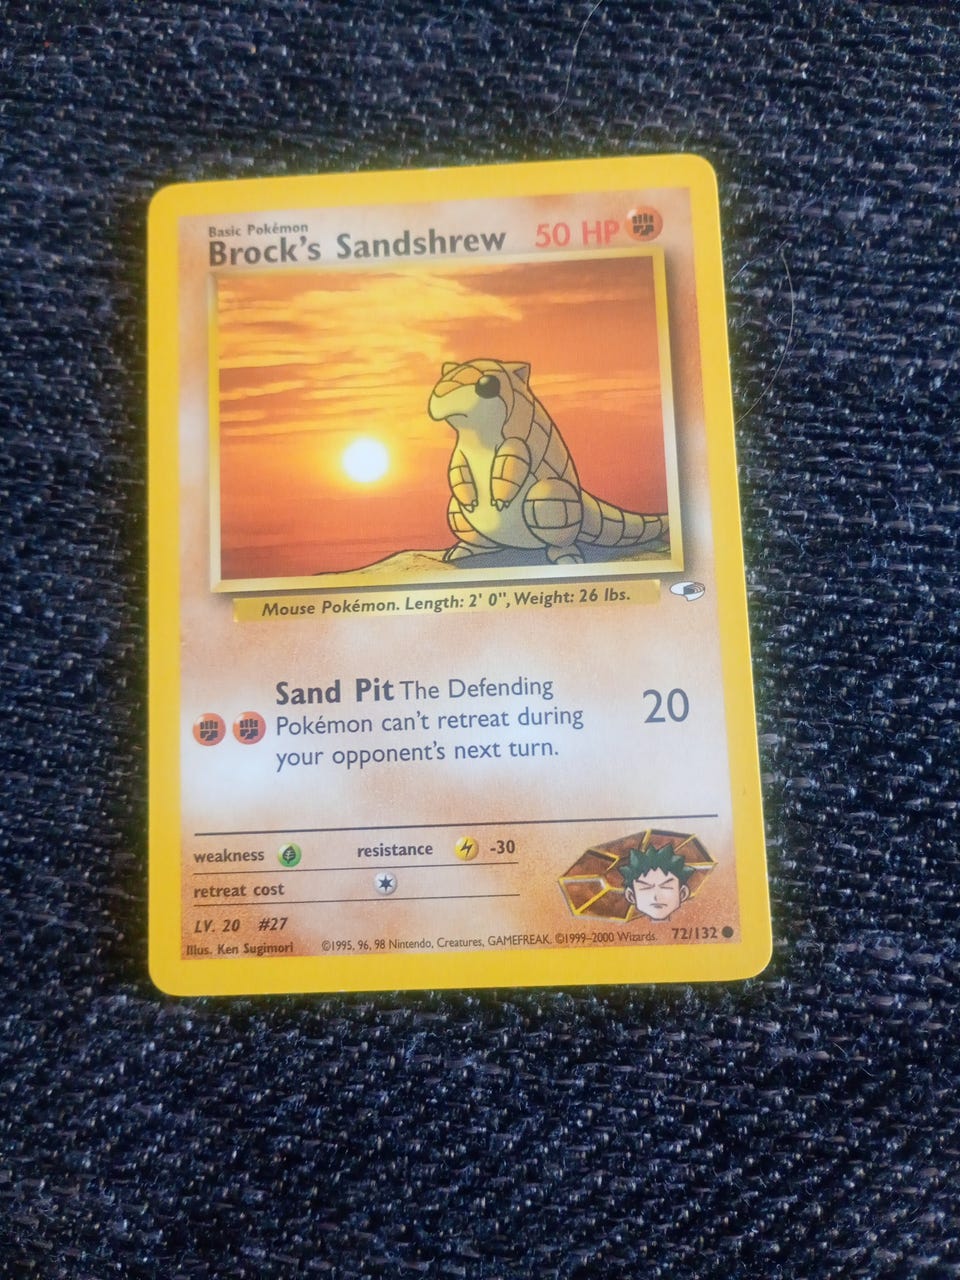 Basic Pokémon
Brock's Sandshrew 50 HP
Mouse Pokémon. Length: 2' 0", Weight: 26 lbs.
Sand Pit The Defending
Pokémon can't retreat during
your opponent's next turn.
20
weakness resistance -30
retreat cost
LV. 20 #27
Illus. Ken Sugimori ©1995, 96, 98 Nintendo, Creatures, GAMEFREAK. ©1999-2000 Wizards. 72/132